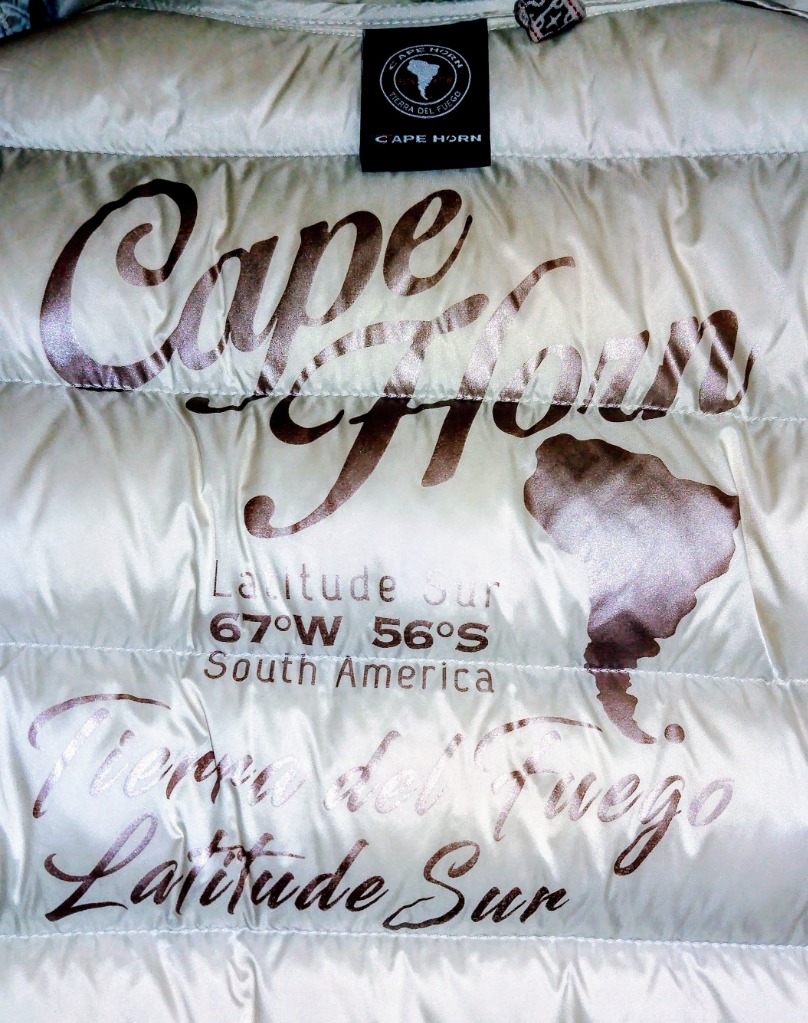 CAPE HORN
TIERRA DEL FUEGO
CAPE HORN
Cape
Horn
Latitude Sur
67°W 56°S
South America
Tierra del Fuego
Latitude Sur